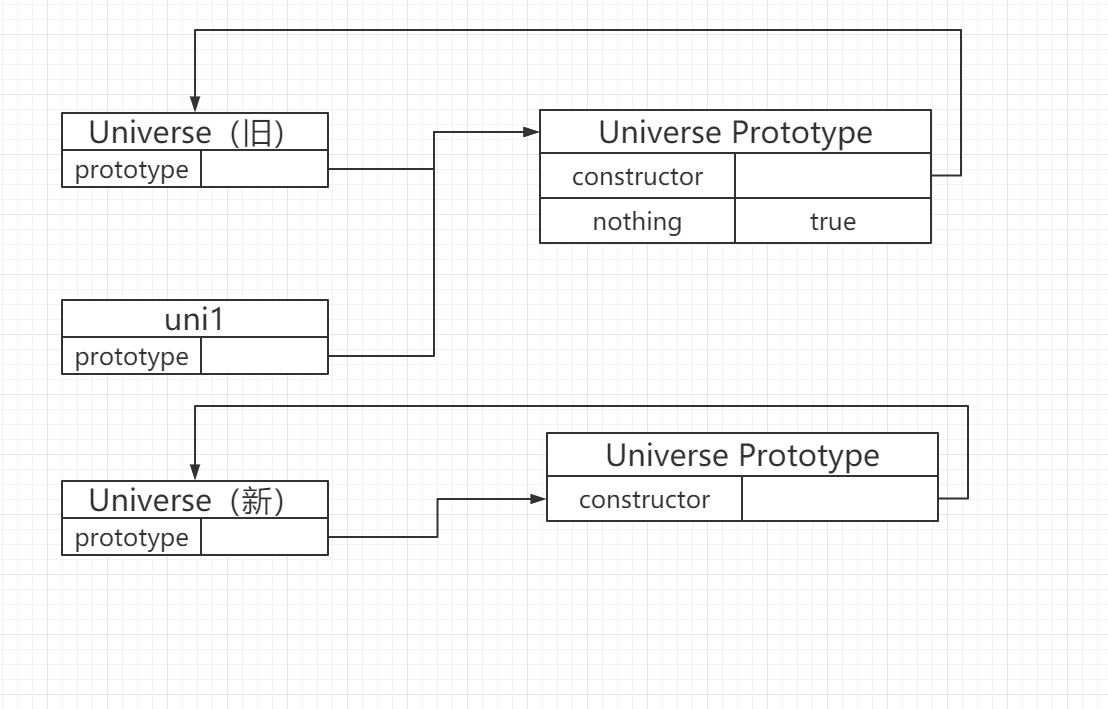 Universe（旧）
prototype
Universe Prototype
constructor
nothing true
uni1
prototype
Universe（新）
prototype
Universe Prototype
constructor